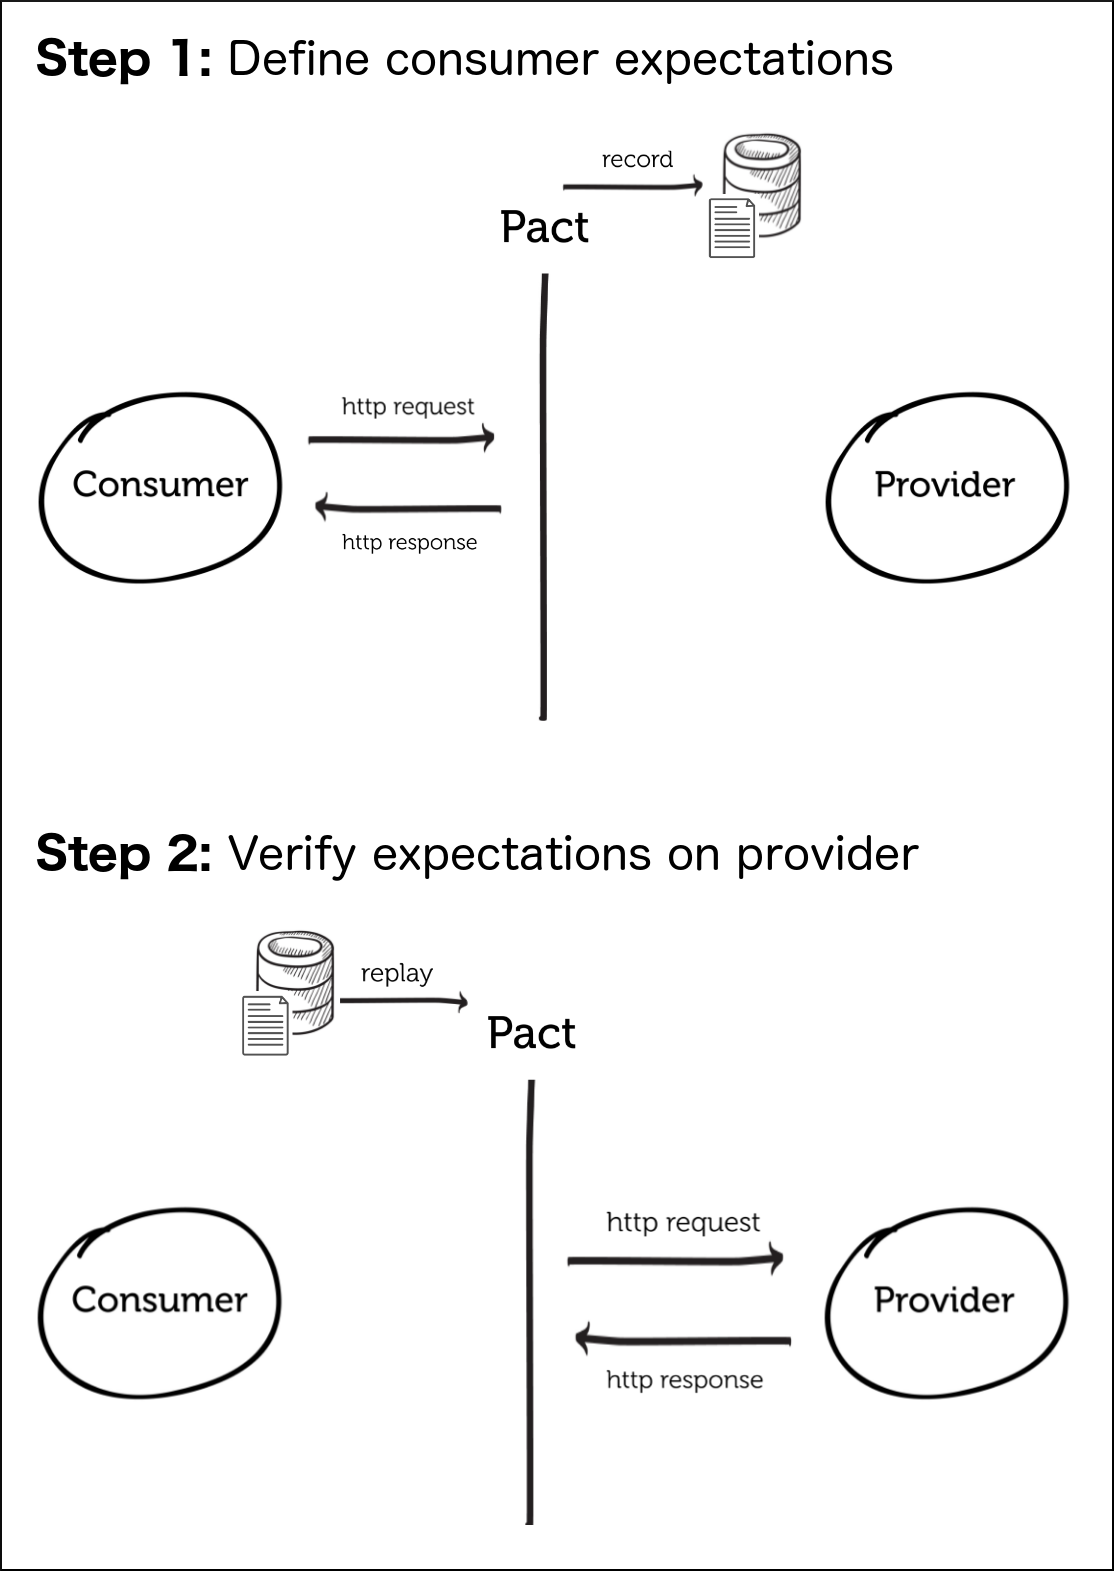 Step 1: Define consumer expectations
record
Pact
http request
Consumer
Provider
http response
Step 2: Verify expectations on provider
replay
Pact
http request
Consumer
Provider
http response